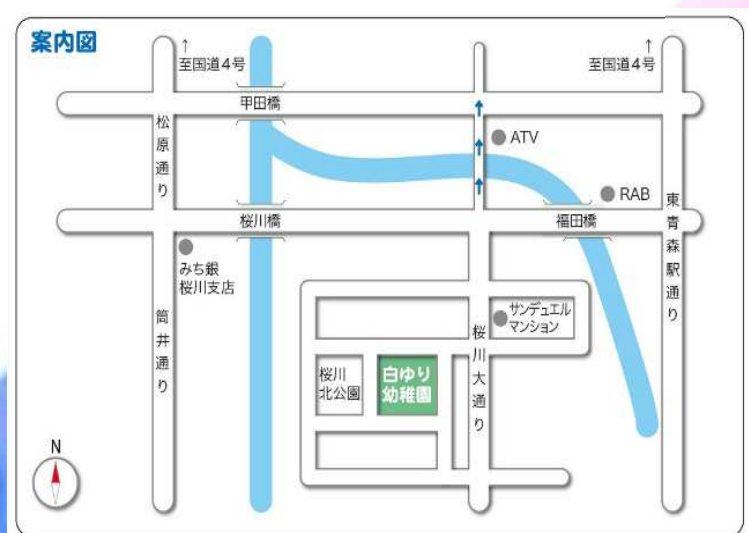 案内図
↑
至国道4号
↑
至国道4号
甲田橋
松原通り
ATV
RAB
桜川橋
福田橋
東青森駅通り
みち銀
桜川支店
筒井通り
サンデュエル
マンション
桜川大通り
桜川
北公園
白ゆり
幼稚園
N